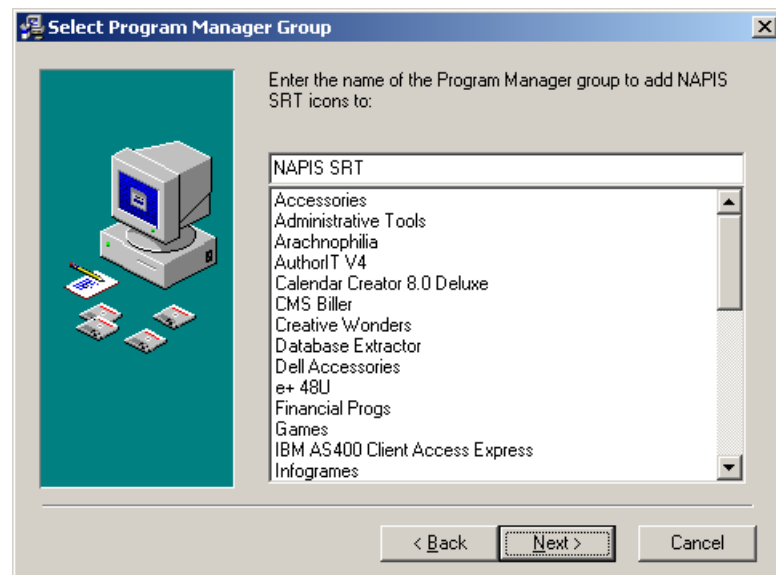 Select Program Manager Group
Enter the name of the Program Manager group to add NAPIS
SRT icons to:
NAPIS SRT
Accessories
Administrative Tools
Arachnophilia
AuthorIT V4
Calendar Creator 8.0 Deluxe
CMS Biller
Creative Wonders
Database Extractor
Dell Accessories
e+ 48U
Financial Progs
Games
IBM AS400 Client Access Express
Infogrames
< Back Next > Cancel